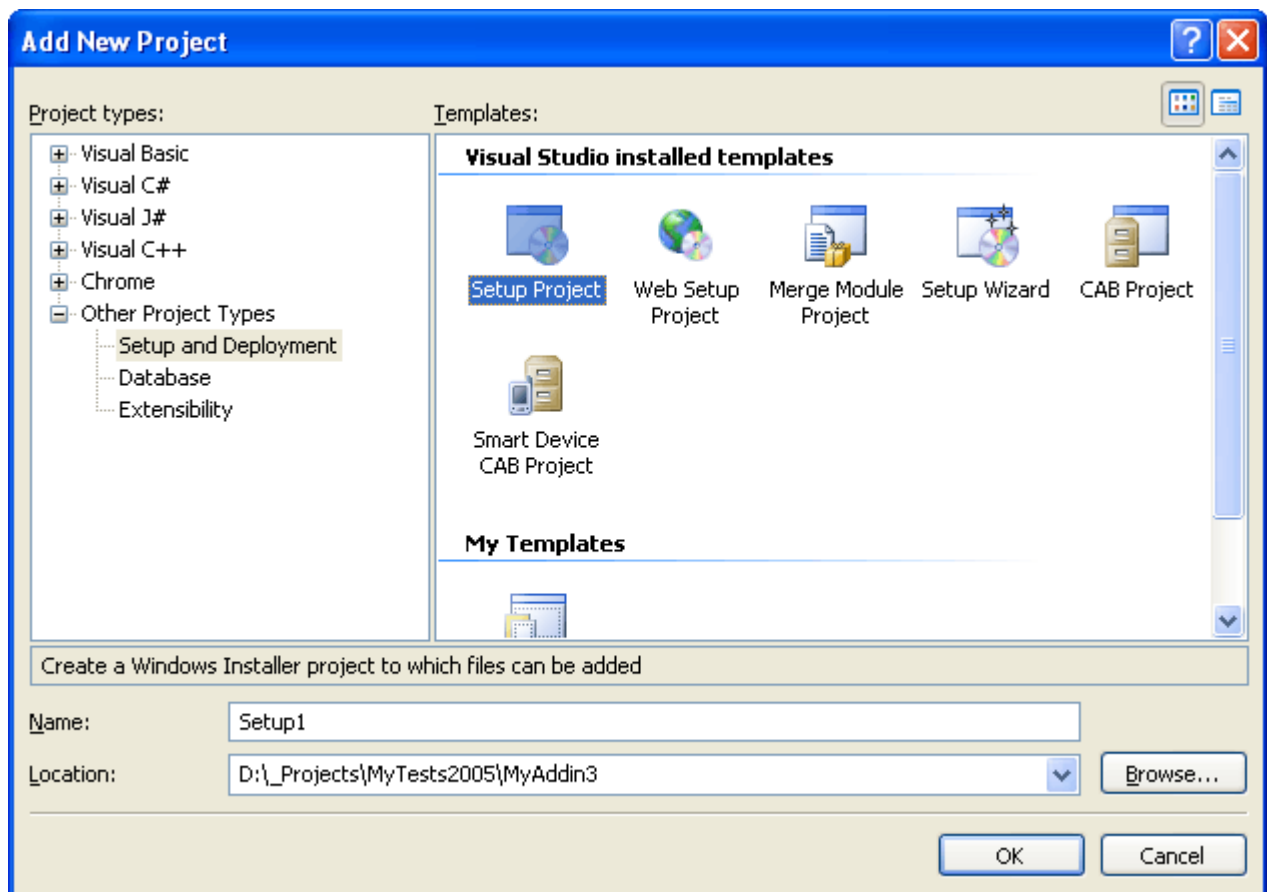 Add New Project
Project types:
Templates:
Visual Basic
Visual C#
Visual J#
Visual C++
Chrome
Other Project Types
Setup and Deployment
Database
Extensibility
Visual Studio installed templates
Setup Project
Web Setup
Project
Merge Module
Project
Setup Wizard
CAB Project
Smart Device
CAB Project
My Templates
Create a Windows Installer project to which files can be added
Name:
Setup1
Location:
D:\_Projects\MyTests2005\MyAddin3
Browse...
OK
Cancel